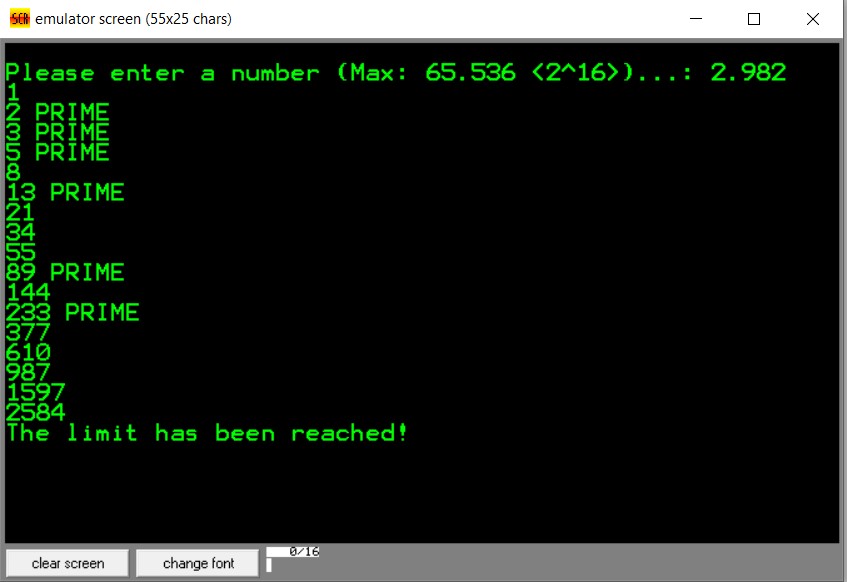 SCR emulator screen (55x25 chars)
Please enter a number (Max: 65.536 <2^16>)...: 2.982
1
2 PRIME
3 PRIME
5 PRIME
8
13 PRIME
21
34
55
89 PRIME
144
233 PRIME
377
610
987
1597
2584
The limit has been reached!
clear screen change font 0/16